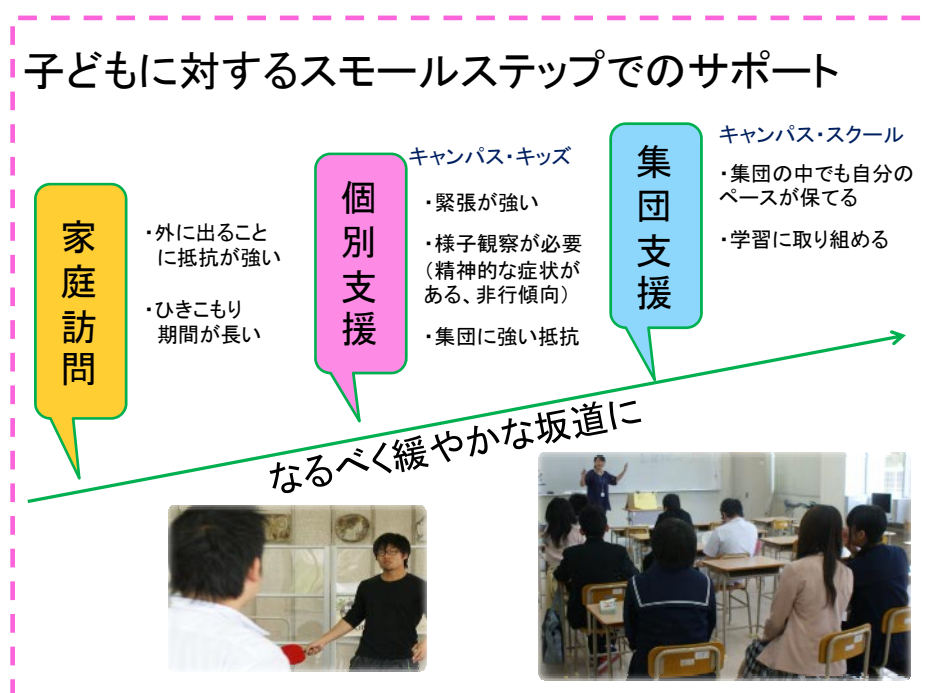 子どもに対するスモールステップでのサポート
家庭訪問
・外に出ること
に抵抗が強い
・ひきこもり
期間が長い
個別支援
キャンパス・キッズ
・緊張が強い
・様子観察が必要
（精神的な症状が
ある、非行傾向）
・集団に強い抵抗
集団支援
キャンパス・スクール
・集団の中でも自分の
ペースが保てる
・学習に取り組める
なるべく緩やかな坂道に